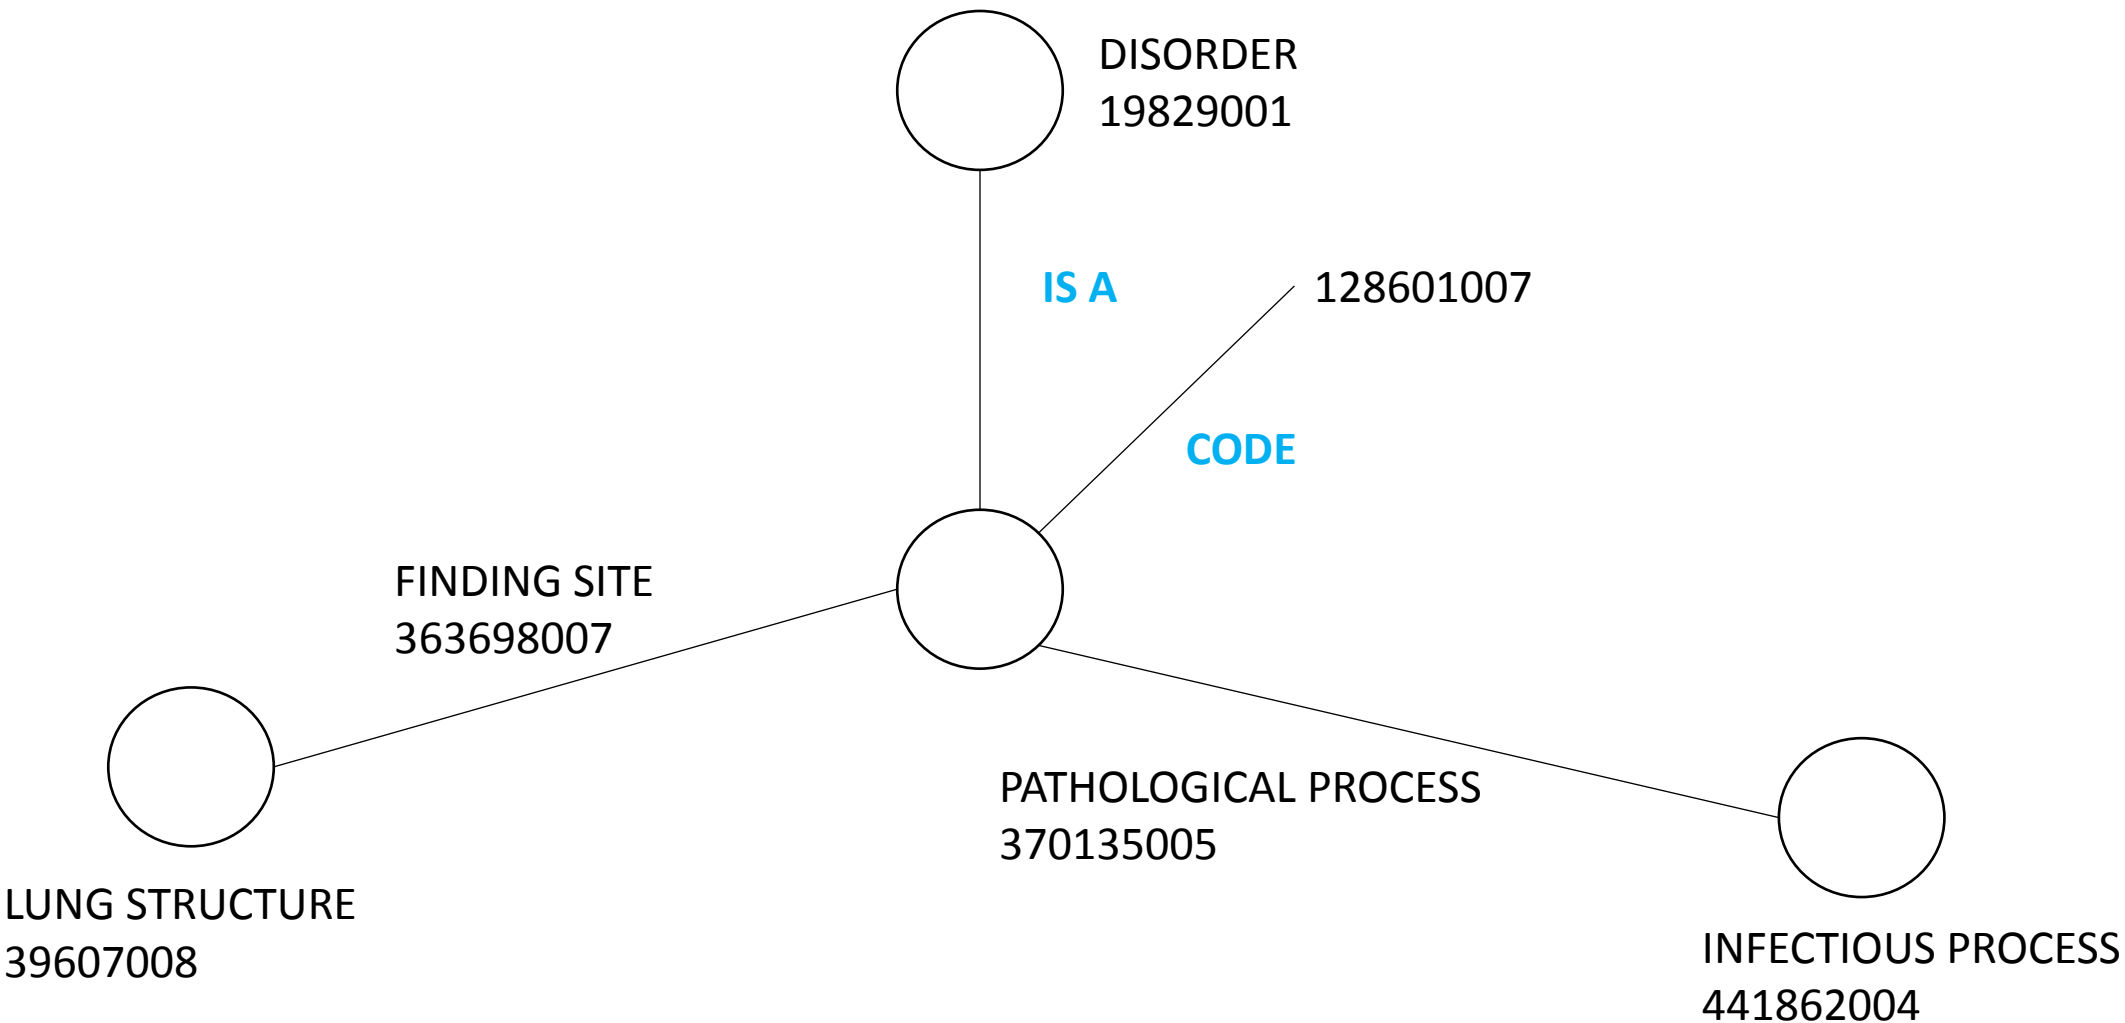 DISORDER
19829001
IS A
128601007
CODE
FINDING SITE
363698007
PATHOLOGICAL PROCESS
370135005
LUNG STRUCTURE
39607008
INFECTIOUS PROCESS
441862004